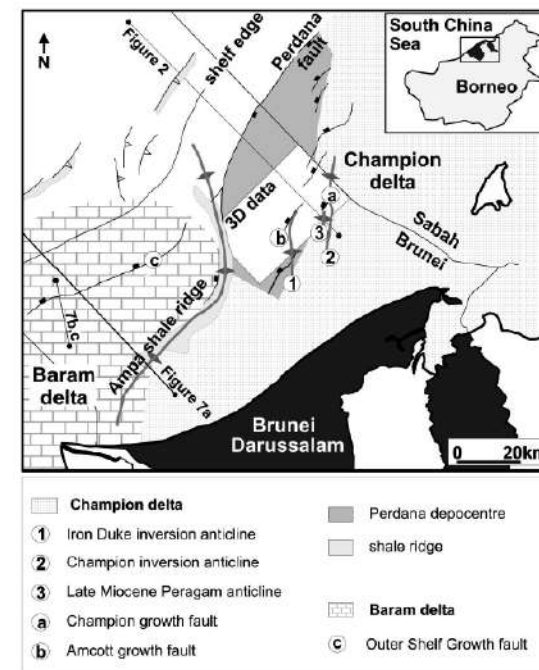 South China
Sea
Borneo
N
Figure 2
shelf edge
Perdana
fault
Champion
delta
3D data
a
b
3
2
1
Sabah
Brunei
c
7b,c
Ampa shale ridge
Figure 7a
Baram
delta
Brunei
Darussalam
0 20km
Champion delta
1 Iron Duke inversion anticline
2 Champion inversion anticline
3 Late Miocene Peragam anticline
a Champion growth fault
b Amcott growth fault
Perdana depocentre
shale ridge
Baram delta
c Outer Shelf Growth fault